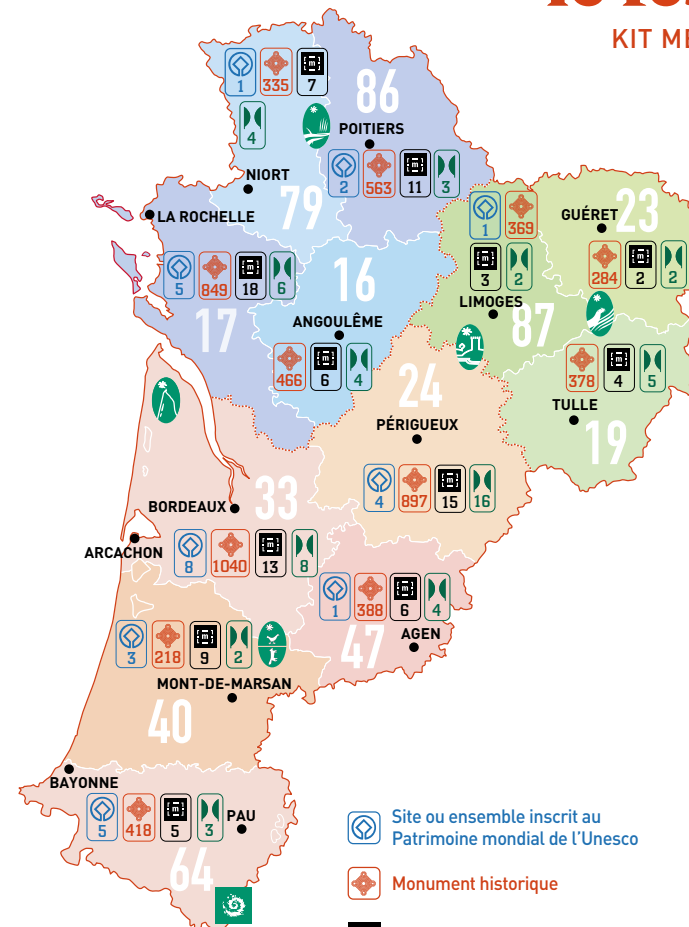 KIT
1 335 7
4
86
POITIERS
2 563 11 3
NIORT
79
LA ROCHELLE
5 849 18 6
17
16
ANGOULÊME
466 6 4
1 369
3 2
LIMOGES
87
GUÉRET
23
284 2 2
378 4 5
TULLE
19
24
PÉRIGUEUX
4 897 15 16
33
BORDEAUX
ARCACHON
8 1040 13 8
1 388 6 4
47
AGEN
3 218 9 2
MONT-DE-MARSAN
40
BAYONNE
5 418 5 3
PAU
64
Site ou ensemble inscrit au
Patrimoine mondial de l'Unesco
Monument historique